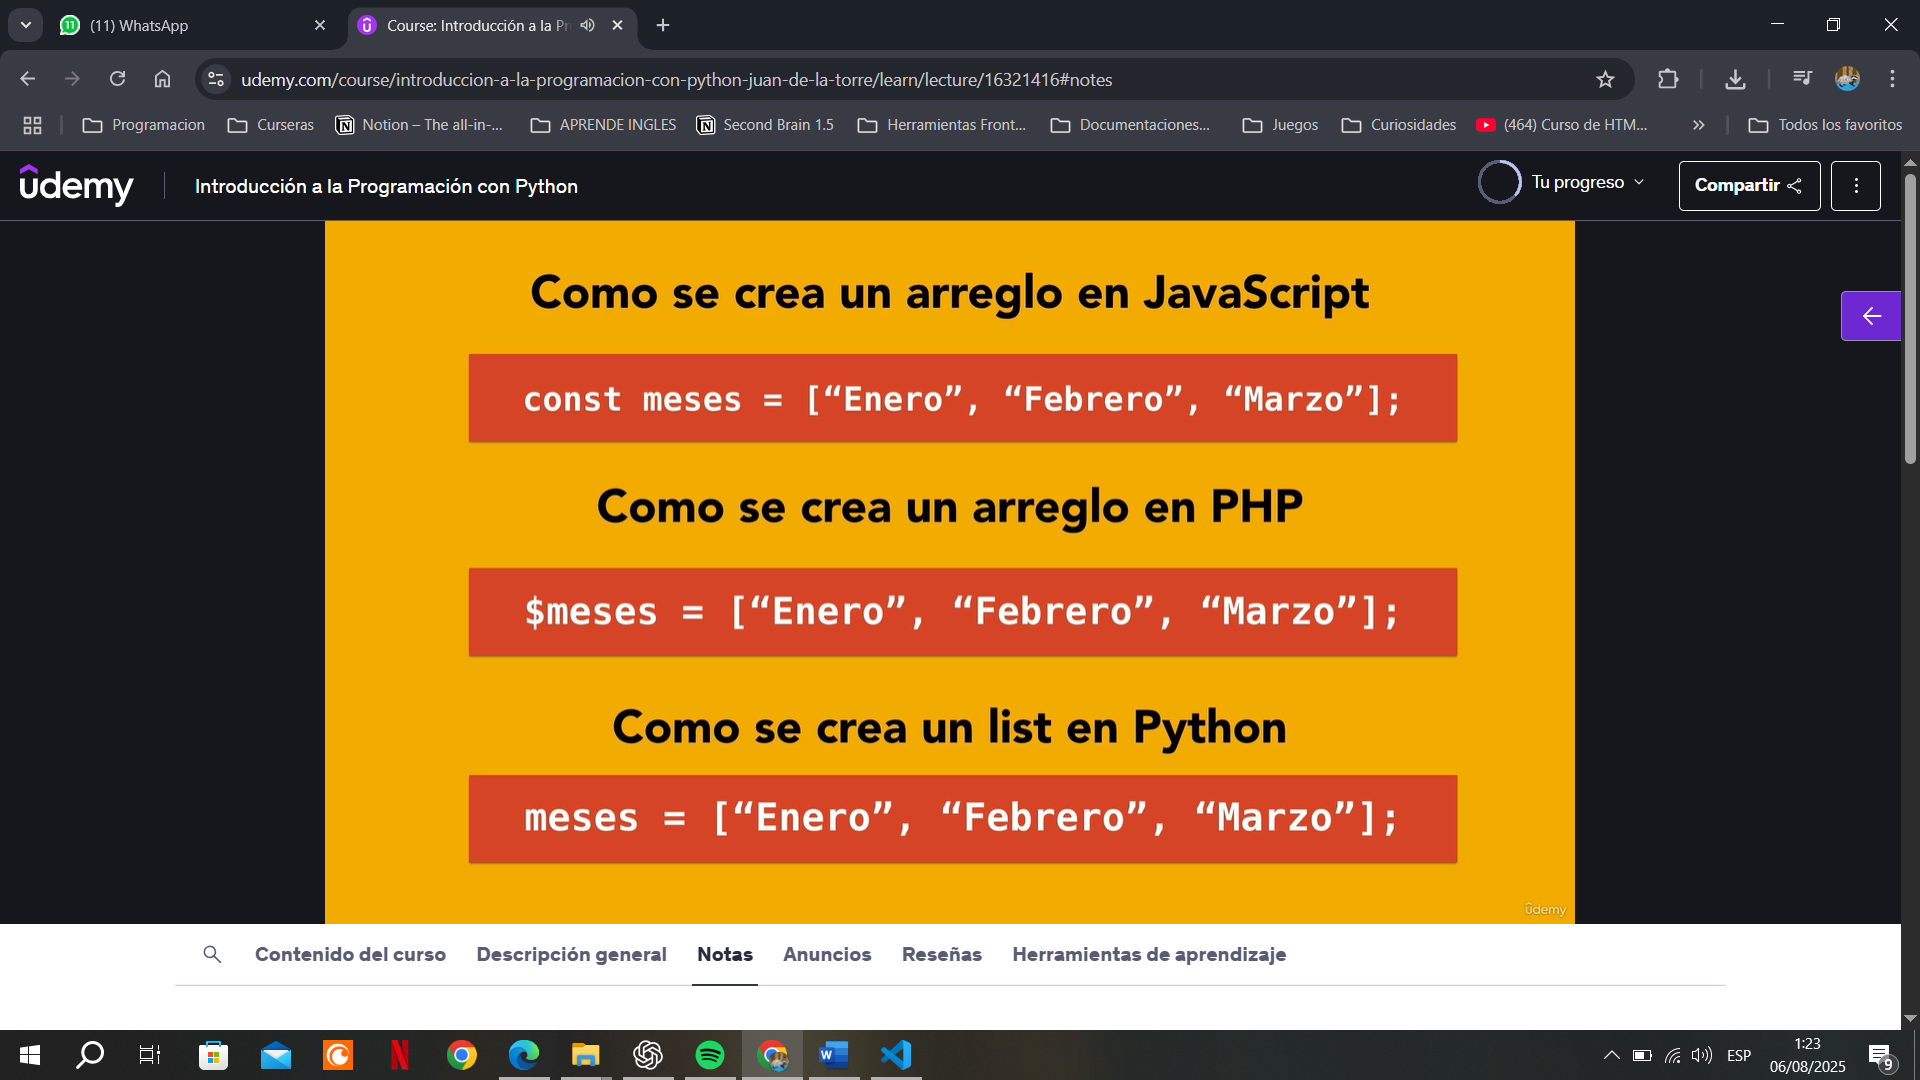 (11) WhatsApp
Course: Introducción a la Pr
udemy.com/course/introduccion-a-la-programacion-con-python-juan-de-la-torre/learn/lecture/16321416#notes
Programacion
Curseras
Notion – The all-in-...
APRENDE INGLES
Second Brain 1.5
Herramientas Front...
Documentaciones...
Juegos
Curiosidades
(464) Curso de HTM...
Todos los favoritos
udemy
Introducción a la Programación con Python
Tu progreso
Compartir
Como se crea un arreglo en JavaScript
const meses = [“Enero”, “Febrero”, “Marzo”];
Como se crea un arreglo en PHP
$meses = [“Enero”, “Febrero”, “Marzo”];
Como se crea un list en Python
meses = [“Enero”, “Febrero”, “Marzo”];
udemy
Contenido del curso
Descripción general
Notas
Anuncios
Reseñas
Herramientas de aprendizaje
ESP
1:23
06/08/2025
9